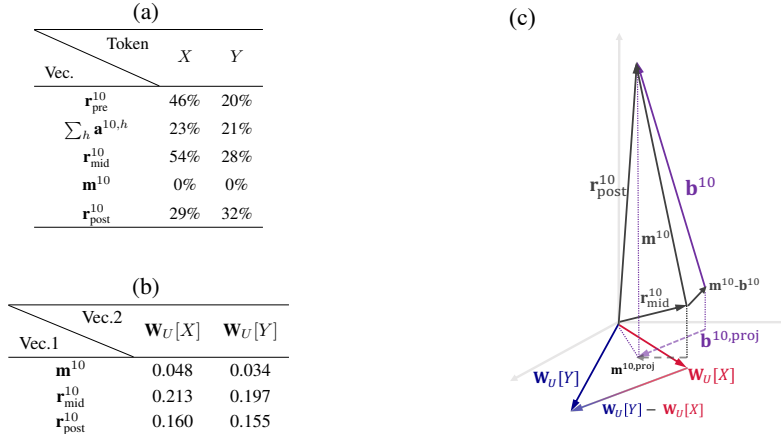 (a)
Token
X Y
Vec.
r^10_pre 46% 20%
∑_h a^10,h 23% 21%
r^10_mid 54% 28%
m^10 0% 0%
r^10_post 29% 32%
(b)
Vec.2
W_U[X] W_U[Y]
Vec.1
m^10 0.048 0.034
r^10_mid 0.213 0.197
r^10_post 0.160 0.155
(c)
r^10_post
b^10
m^10
r^10_mid
m^10-b^10
b^10,proj
m^10,proj
W_U[Y]
W_U[X]
W_U[Y] − W_U[X]